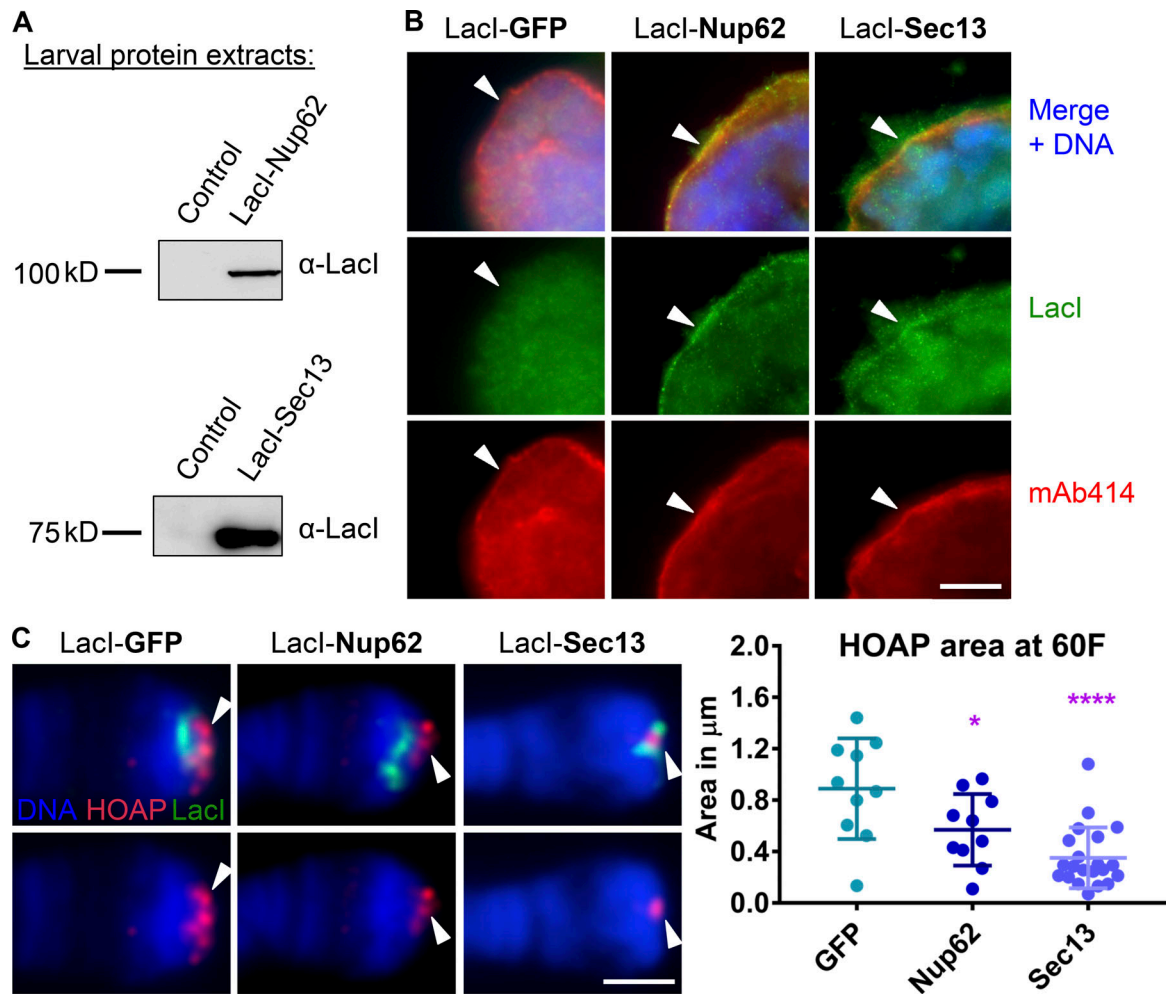 A
Larval protein extracts:
Control
LacI-Nup62
100 kD
α-LacI
Control
LacI-Sec13
75 kD
α-LacI
B
LacI-GFP
LacI-Nup62
LacI-Sec13
Merge
+ DNA
LacI
mAb414
C
LacI-GFP
LacI-Nup62
LacI-Sec13
DNA HOAP LacI
HOAP area at 60F
Area in μm
2.0
1.6
1.2
0.8
0.4
0.0
*
****
GFP
Nup62
Sec13